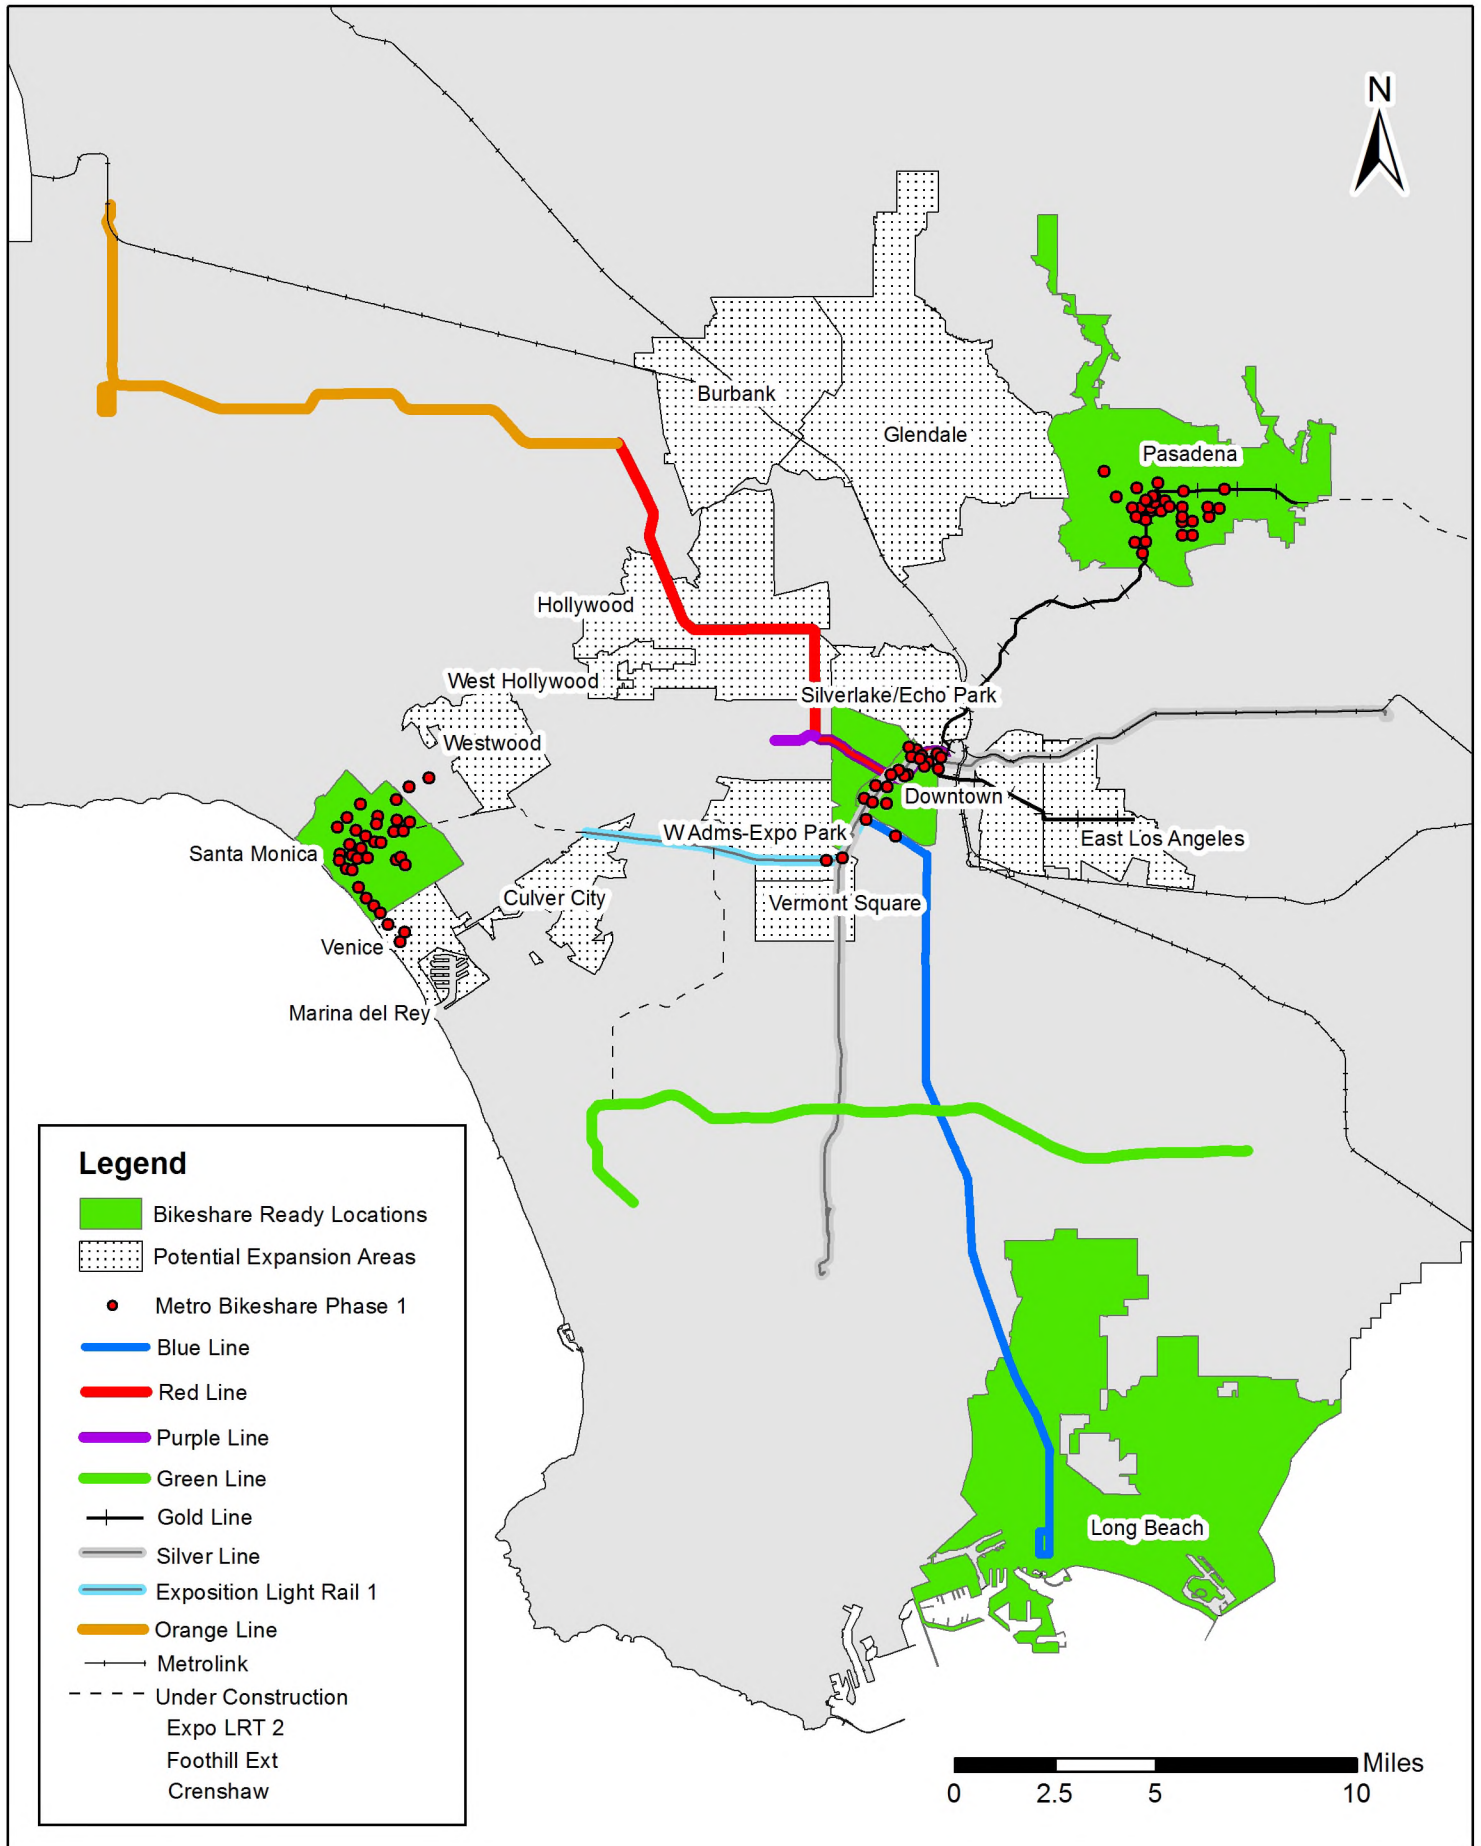 N
Burbank
Glendale
Pasadena
Hollywood
West Hollywood
Silverlake/Echo Park
Westwood
Downtown
W Adms-Expo Park
East Los Angeles
Santa Monica
Culver City
Vermont Square
Venice
Marina del Rey
Long Beach
Legend
Bikeshare Ready Locations
Potential Expansion Areas
Metro Bikeshare Phase 1
Blue Line
Red Line
Purple Line
Green Line
Gold Line
Silver Line
Exposition Light Rail 1
Orange Line
Metrolink
Under Construction
Expo LRT 2
Foothill Ext
Crenshaw
Miles
0 2.5 5 10